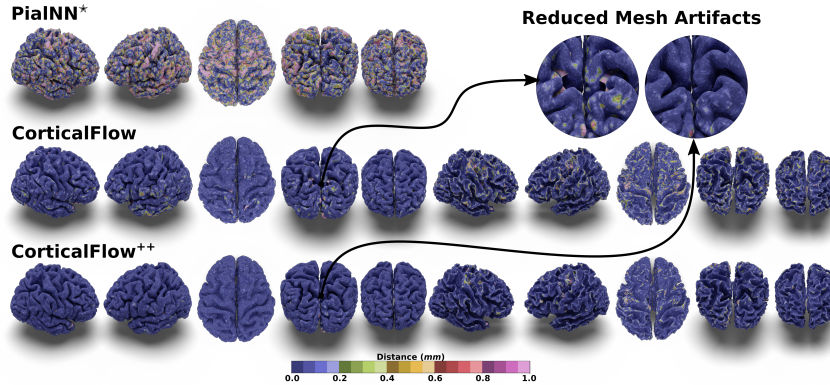 PialNN*
Reduced Mesh Artifacts
CorticalFlow
CorticalFlow++
Distance (mm)
0.0 0.2 0.4 0.6 0.8 1.0